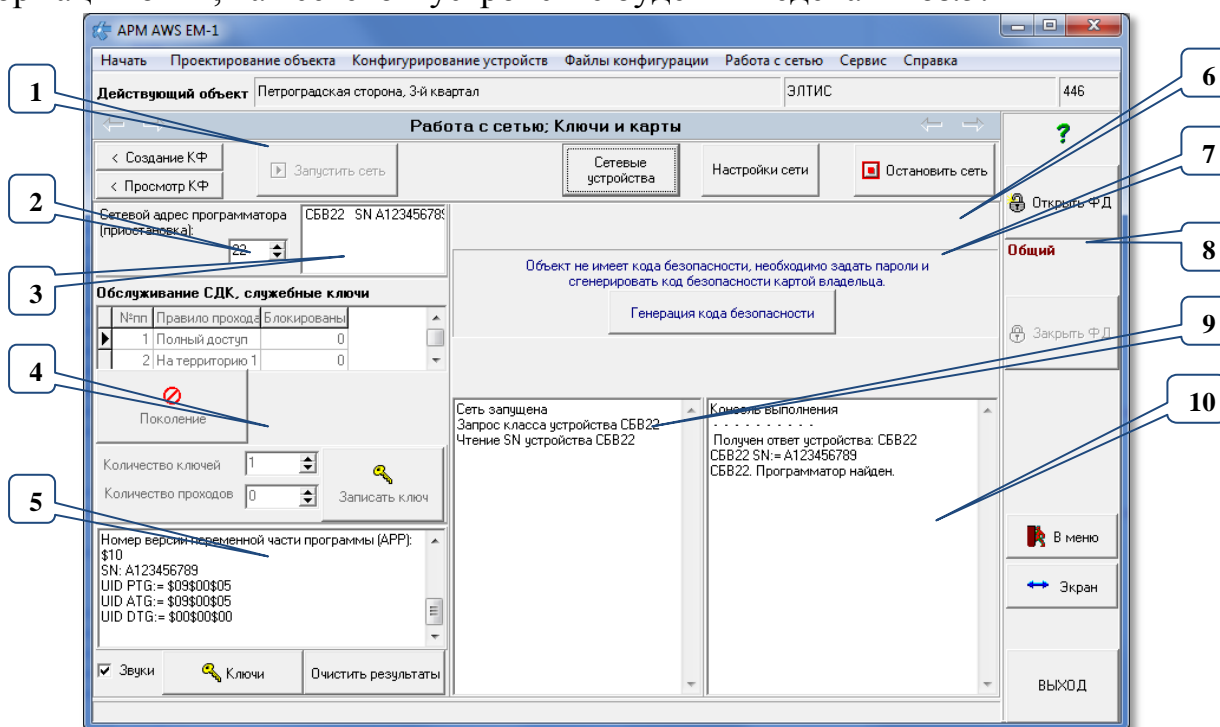 АРМ AWS EM-1
Начать Проектирование объекта Конфигурирование устройств Файлы конфигурации Работа с сетью Сервис Справка
Действующий объект Петроградская сторона, 3-й квартал ЭЛТИС 446
Работа с сетью; Ключи и карты
?
< Создание КФ
< Просмотр КФ
Запустить сеть
Сетевые
устройства
Настройки сети
Остановить сеть
Открыть ФД
Общий
Закрыть ФД
В меню
Экран
ВЫХОД
Сетевой адрес программатора
(приостановка):
22
СБВ22 SN A123456789
Обслуживание СДК, служебные ключи
№пп Правило прохода Блокированы
1 Полный доступ 0
2 На территорию 1 0
Поколение
Количество ключей 1
Количество проходов 0
Записать ключ
Номер версии переменной части программы (APP):
$10
SN: A123456789
UID PTG:= $09$00$05
UID ATG:= $09$00$05
UID DTG:= $00$00$00
Звуки
Ключи
Очистить результаты
Объект не имеет кода безопасности, необходимо задать пароли и
сгенерировать код безопасности картой владельца.
Генерация кода безопасности
Сеть запущена
Запрос класса устройства СБВ22
Чтение SN устройства СБВ22
Консоль выполнения
- - - - - - - - - -
Получен ответ устройства: СБВ22
СБВ22 SN:= A123456789
СБВ22. Программатор найден.
1
2
3
4
5
6
7
8
9
10